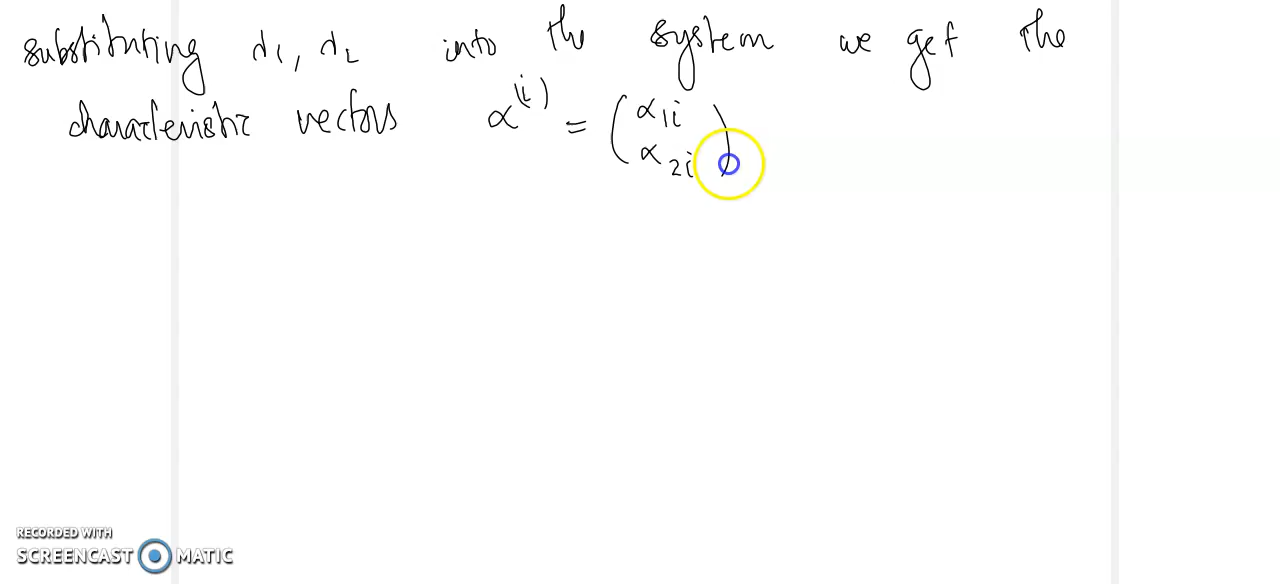 substituting λ1, λ2 into the system we get the
characteristic vectors α^(i) = (α1i
α2i)
RECORDED WITH
SCREENCAST MATIC